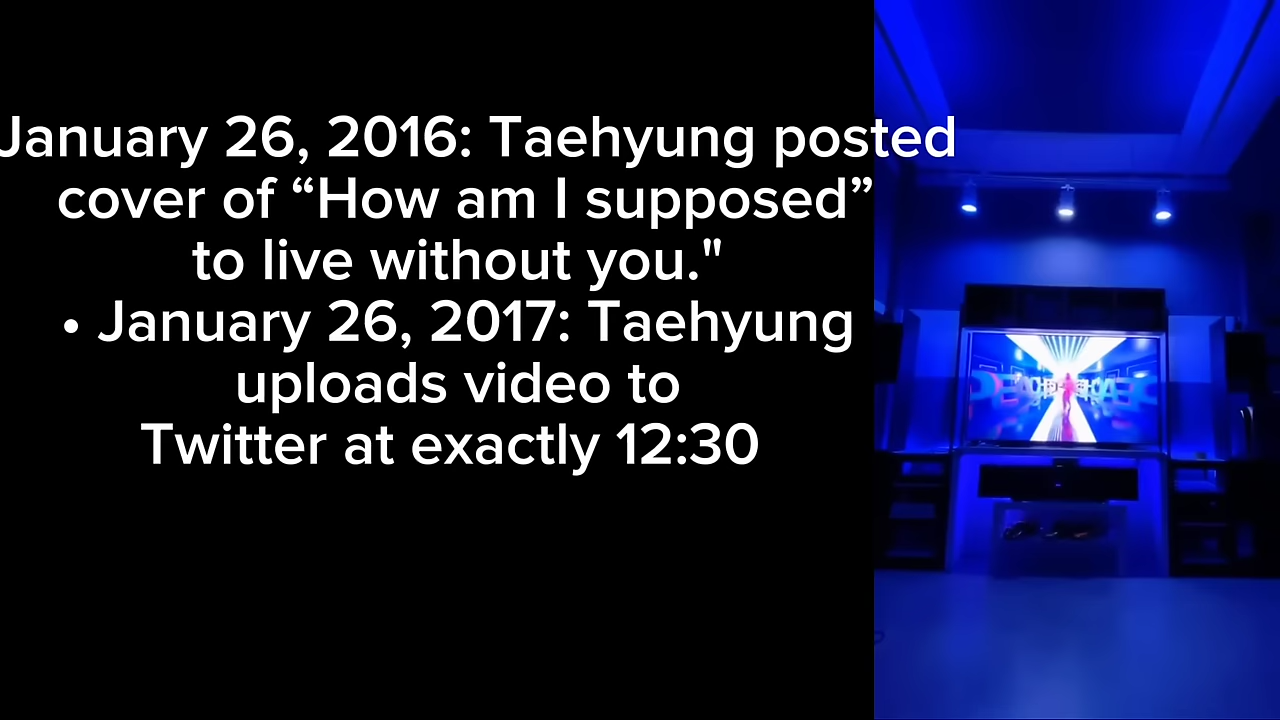 January 26, 2016: Taehyung posted
cover of “How am I supposed”
to live without you."
• January 26, 2017: Taehyung
uploads video to
Twitter at exactly 12:30